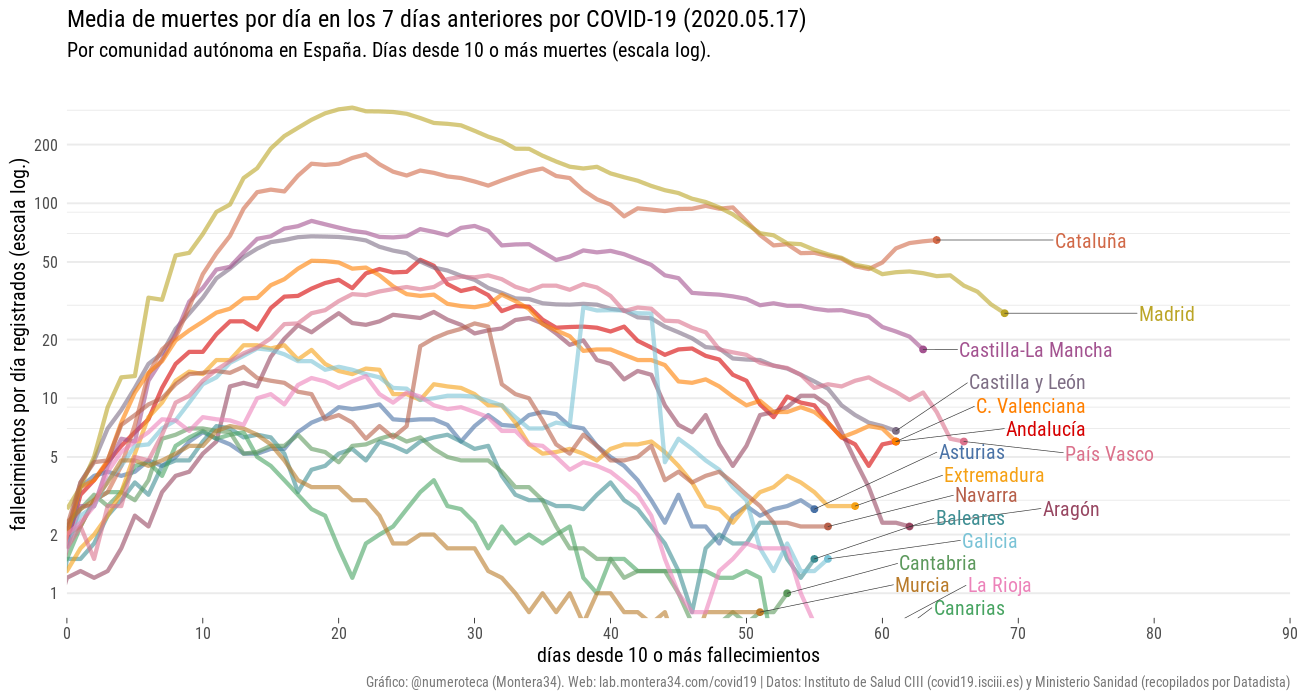 Media de muertes por día en los 7 días anteriores por COVID-19 (2020.05.17)
Por comunidad autónoma en España. Días desde 10 o más muertes (escala log).
fallecimientos por día registrados (escala log.)
200
100
50
20
10
5
2
1
Cataluña
Madrid
Castilla-La Mancha
Castilla y León
C. Valenciana
Andalucía
Asturias
País Vasco
Extremadura
Navarra
Aragón
Baleares
Galicia
Cantabria
Murcia
La Rioja
Canarias
0 10 20 30 40 50 60 70 80 90
días desde 10 o más fallecimientos
Gráfico: @numeroteca (Montera34). Web: lab.montera34.com/covid19 | Datos: Instituto de Salud CIII (covid19.isciii.es) y Ministerio Sanidad (recopilados por Datadista)